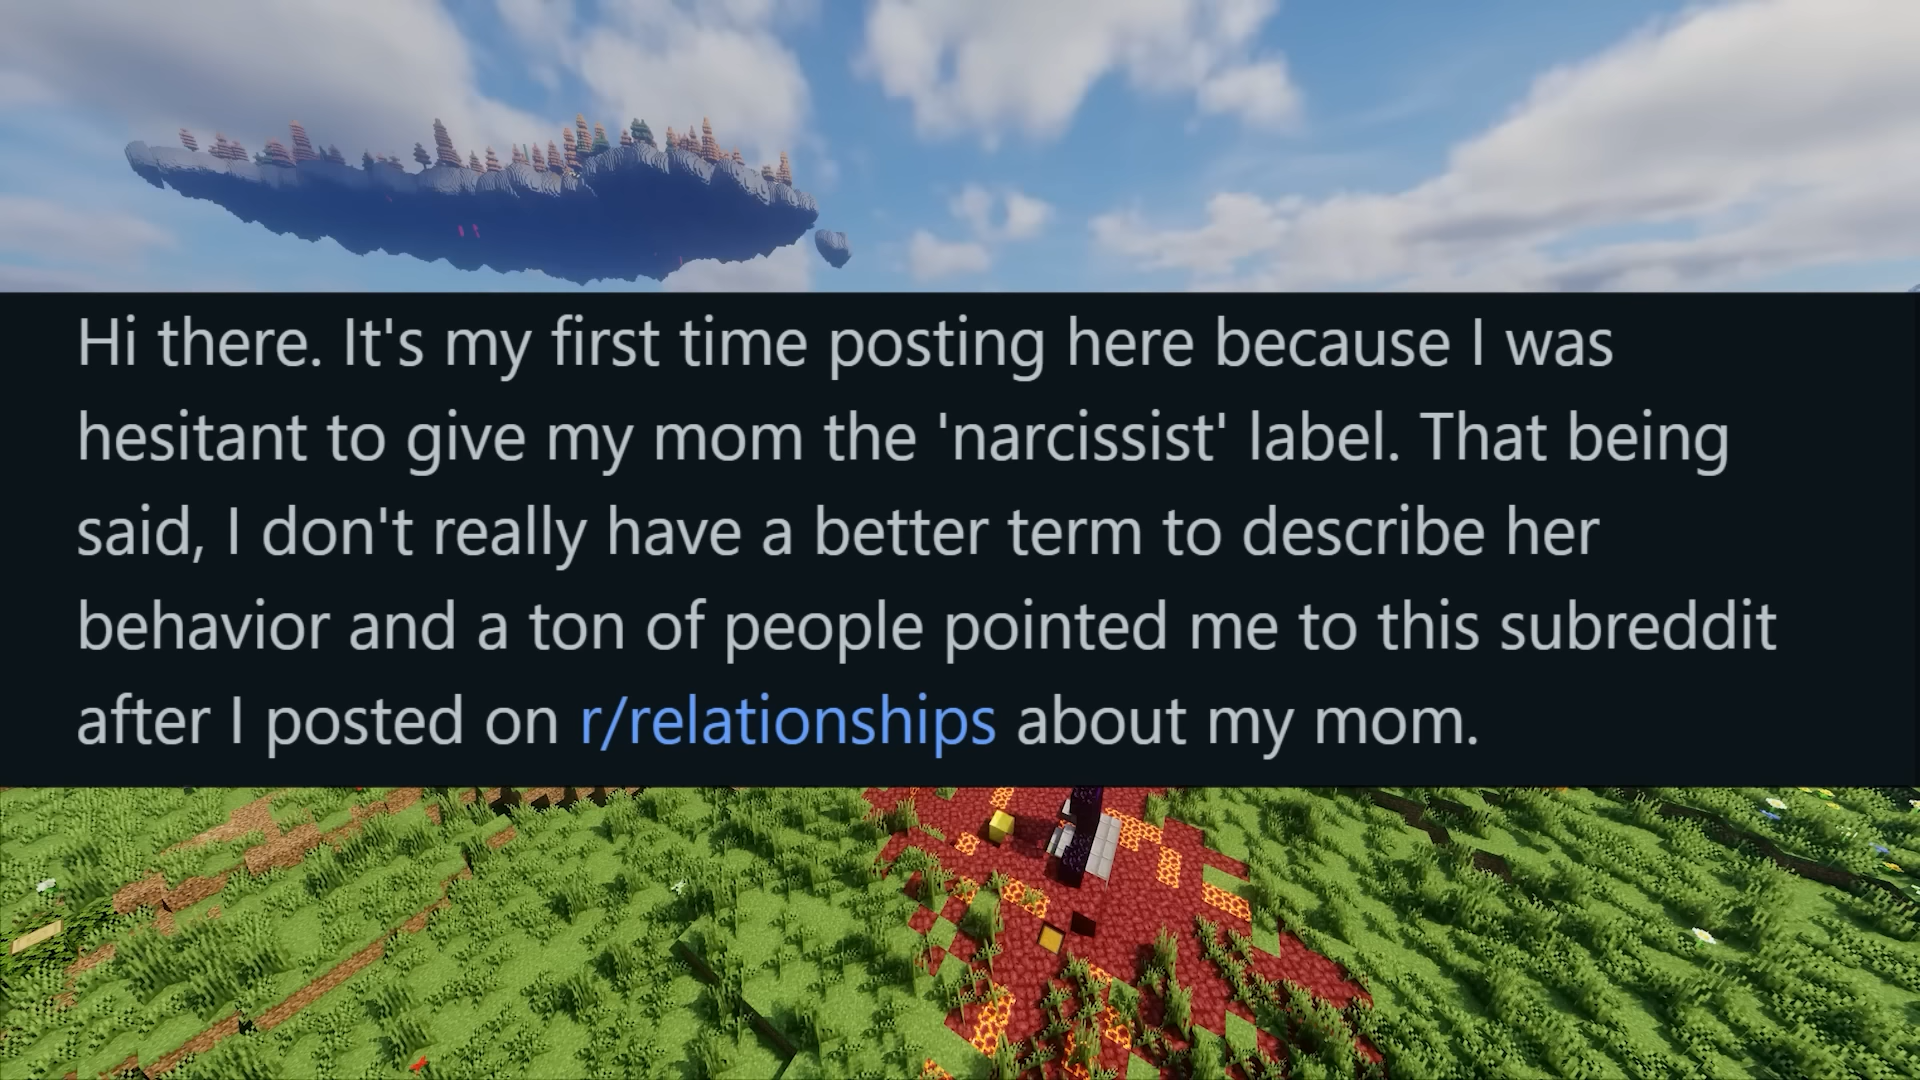 Hi there. It's my first time posting here because I was
hesitant to give my mom the 'narcissist' label. That being
said, I don't really have a better term to describe her
behavior and a ton of people pointed me to this subreddit
after I posted on r/relationships about my mom.